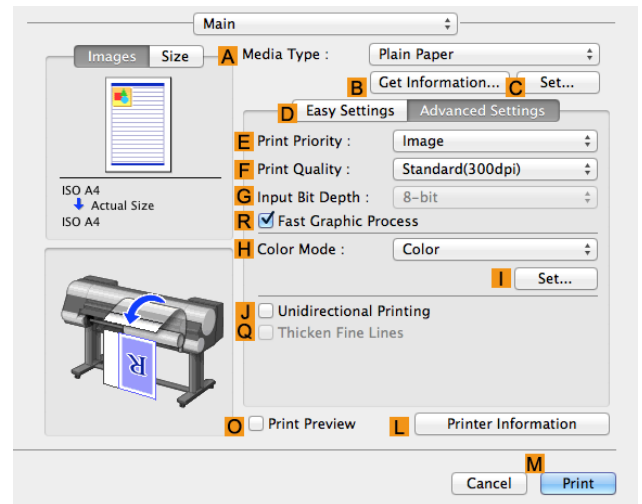 Main
Images Size A Media Type : Plain Paper
B Get Information... C Set...
D Easy Settings Advanced Settings
E Print Priority : Image
F Print Quality : Standard(300dpi)
ISO A4
Actual Size
ISO A4
G Input Bit Depth : 8-bit
R Fast Graphic Process
H Color Mode : Color
I Set...
J Unidirectional Printing
Q Thicken Fine Lines
R
O Print Preview L Printer Information
M
Cancel Print